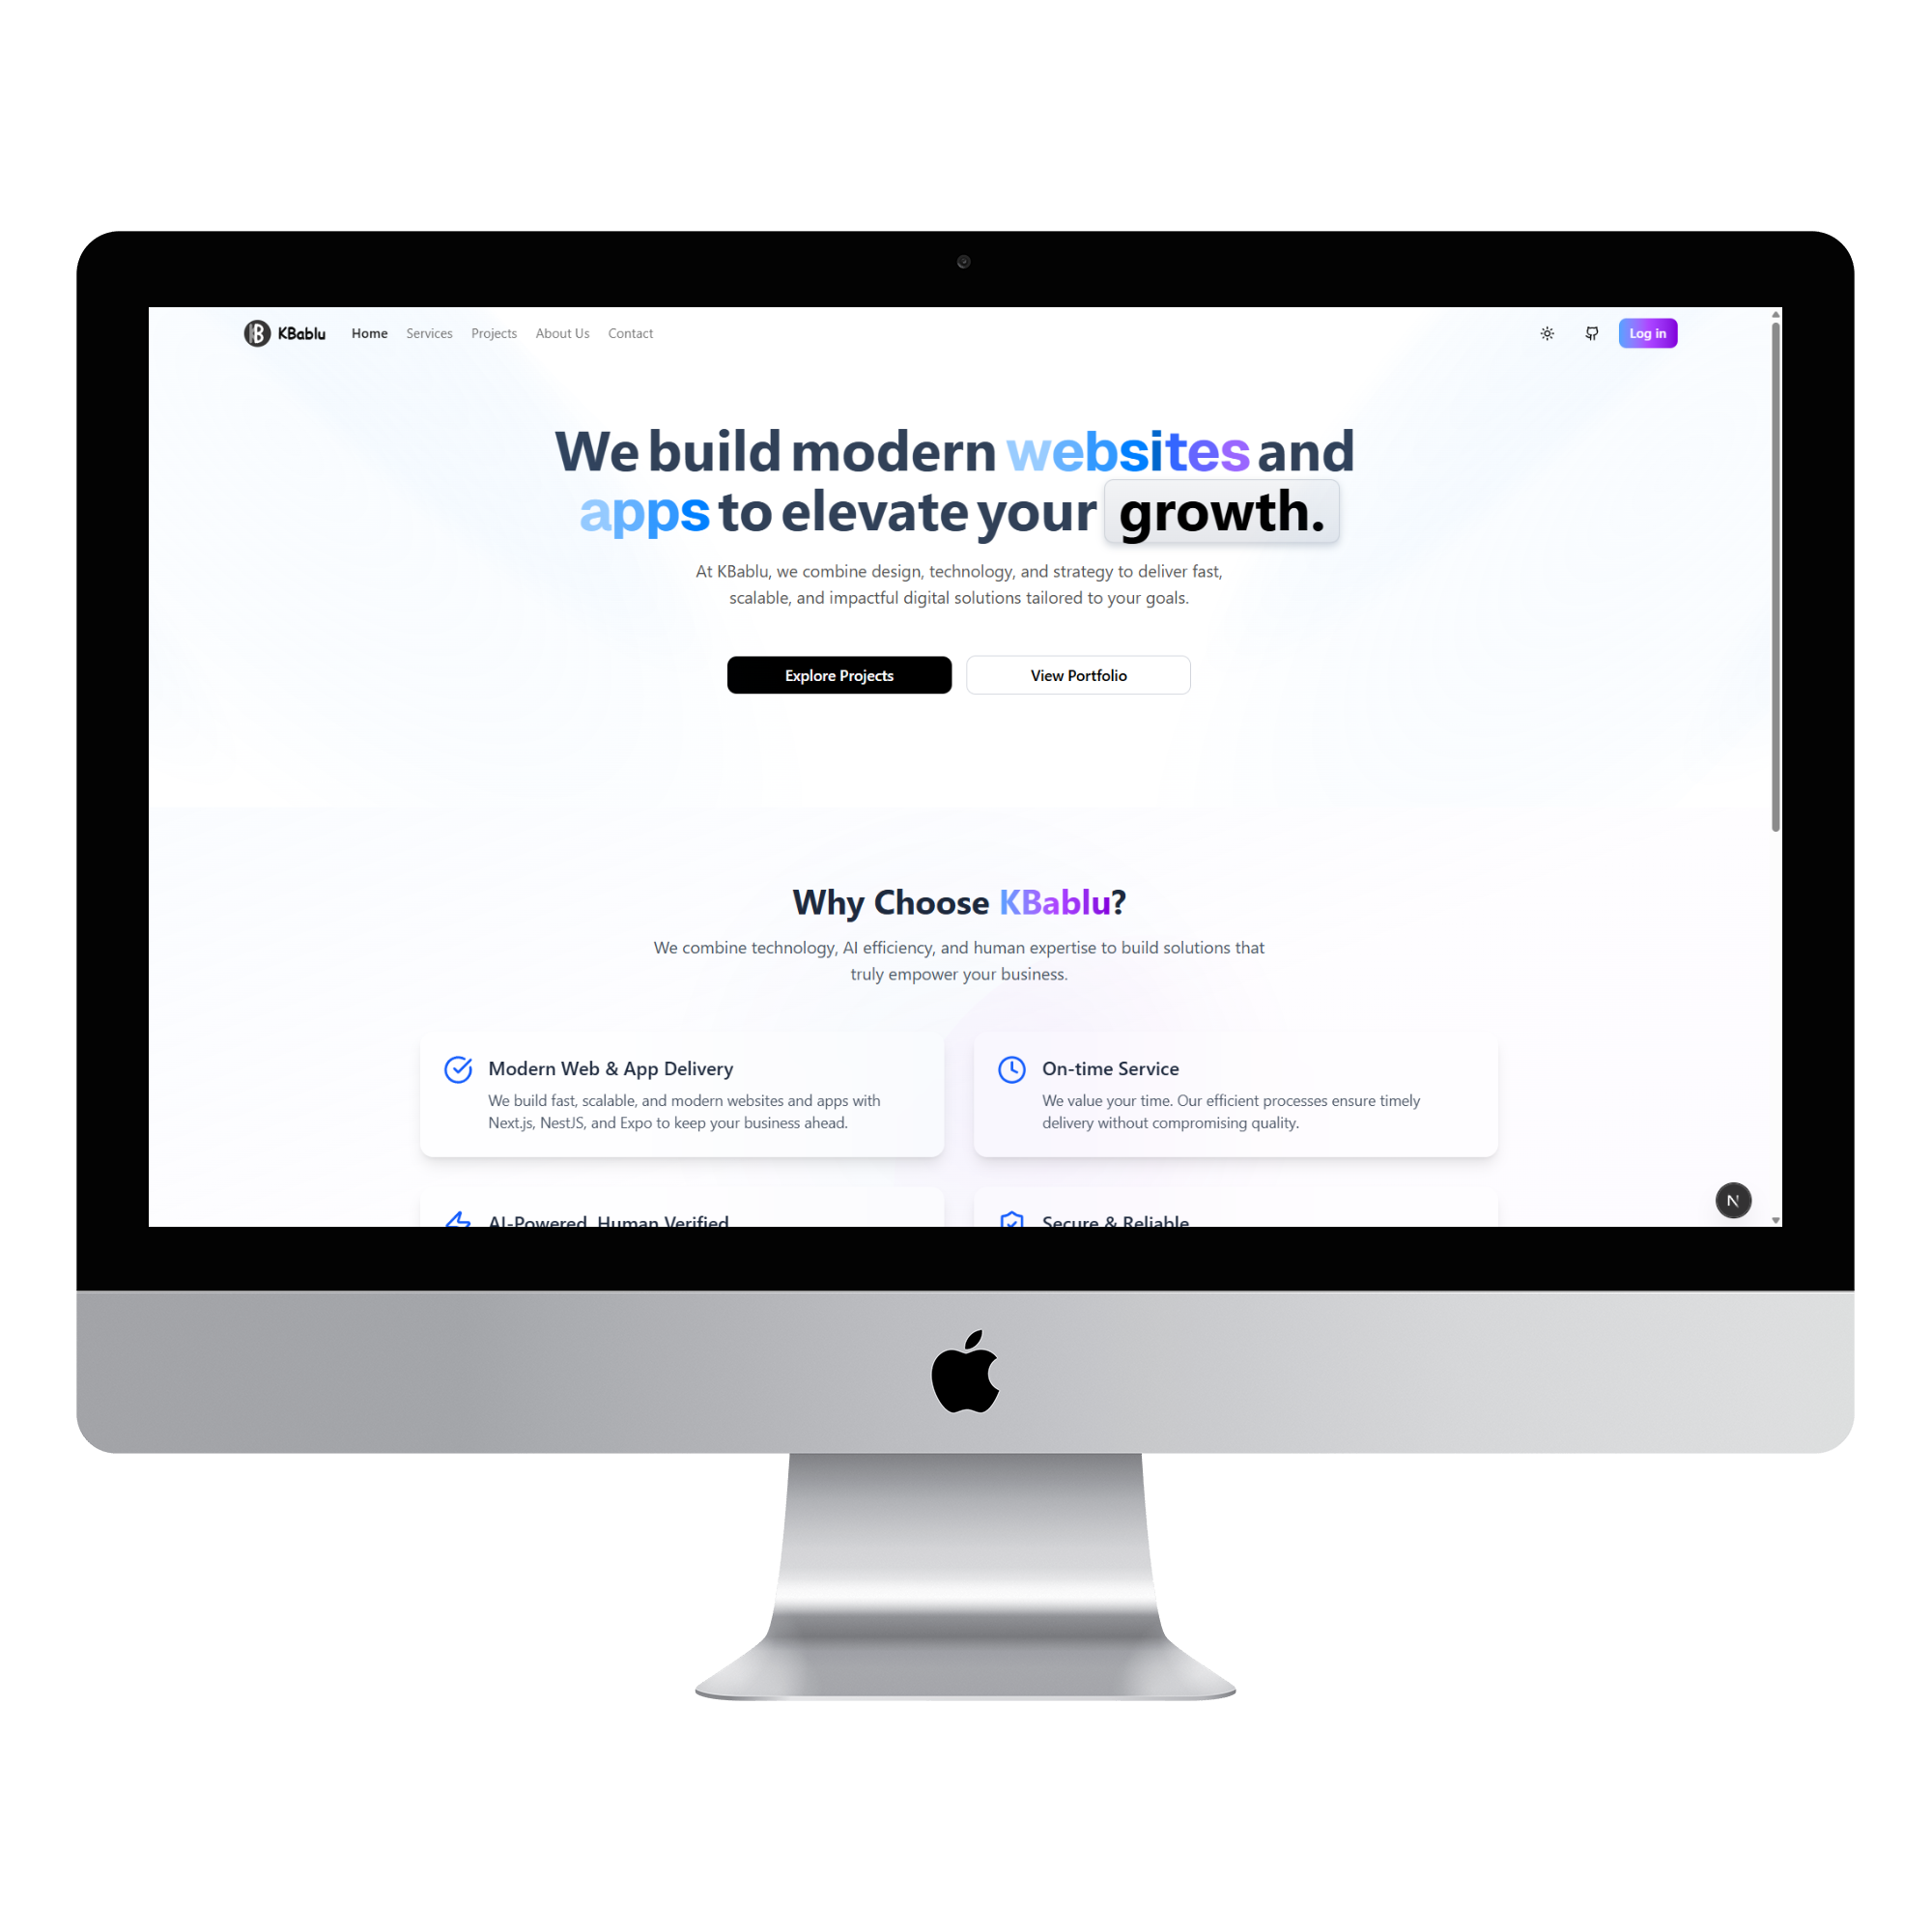 KBablu Home Services Projects About Us Contact Log in
We build modern websites and
apps to elevate your growth.
At KBablu, we combine design, technology, and strategy to deliver fast,
scalable, and impactful digital solutions tailored to your goals.
Explore Projects View Portfolio
Why Choose KBablu?
We combine technology, AI efficiency, and human expertise to build solutions that
truly empower your business.
Modern Web & App Delivery
We build fast, scalable, and modern websites and apps with
Next.js, NestJS, and Expo to keep your business ahead.
On-time Service
We value your time. Our efficient processes ensure timely
delivery without compromising quality.
AI-Powered, Human Verified
Secure & Reliable
N